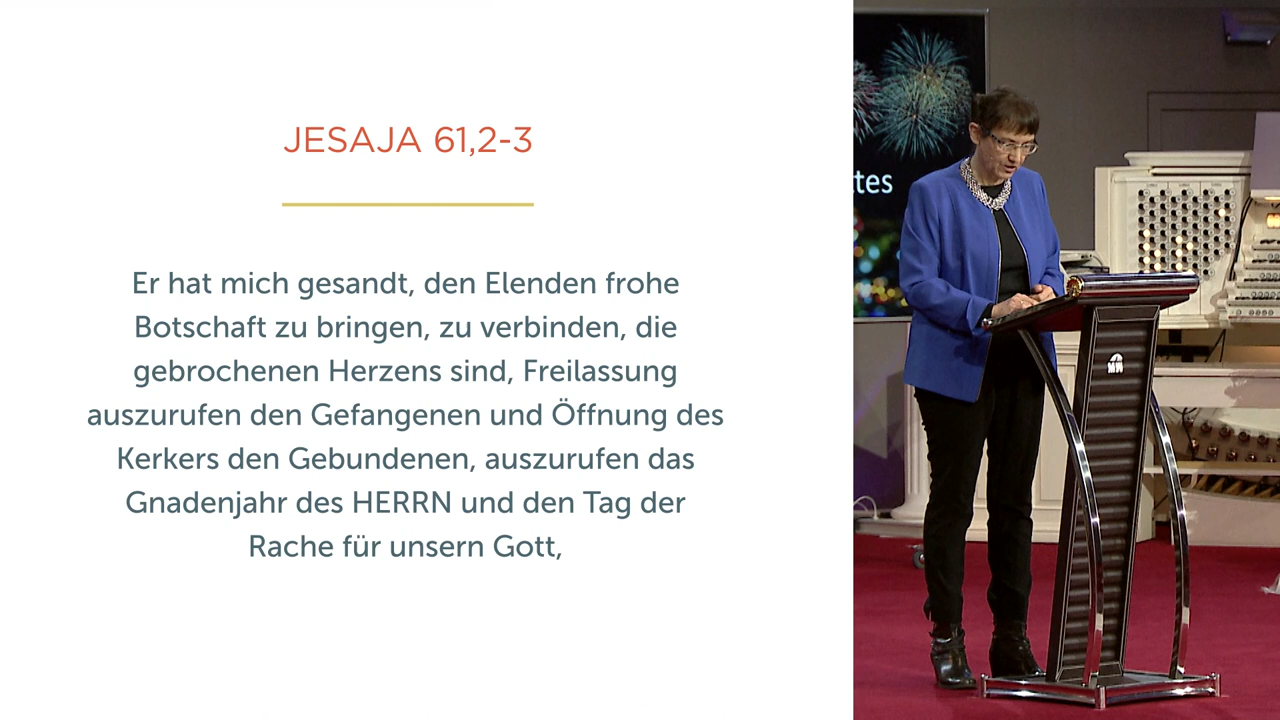 JESAJA 61,2-3
Er hat mich gesandt, den Elenden frohe
Botschaft zu bringen, zu verbinden, die
gebrochenen Herzens sind, Freilassung
auszurufen den Gefangenen und Öffnung des
Kerkers den Gebundenen, auszurufen das
Gnadenjahr des HERRN und den Tag der
Rache für unsern Gott,